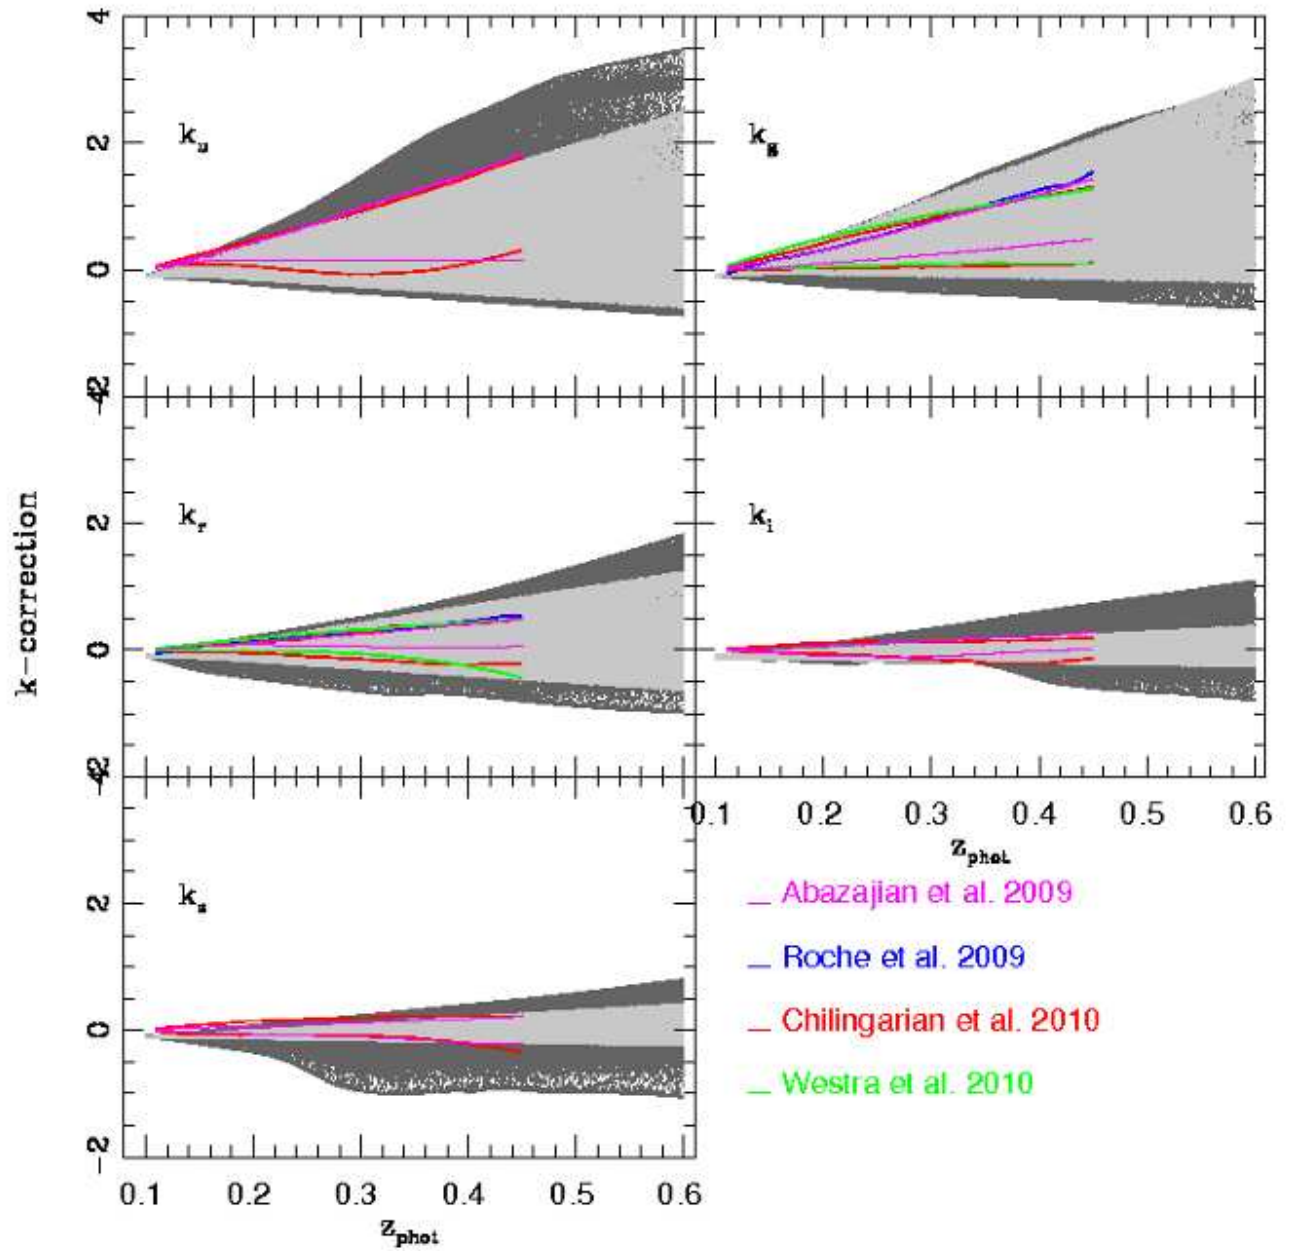 4
2
0
-2
4
2
0
-2
4
2
0
-2
k-correction
k_u
k_g
k_r
k_i
k_z
0.1 0.2 0.3 0.4 0.5 0.6
z_phot
Abazajian et al. 2009
Roche et al. 2009
Chilingarian et al. 2010
Westra et al. 2010
0.1 0.2 0.3 0.4 0.5 0.6
z_phot